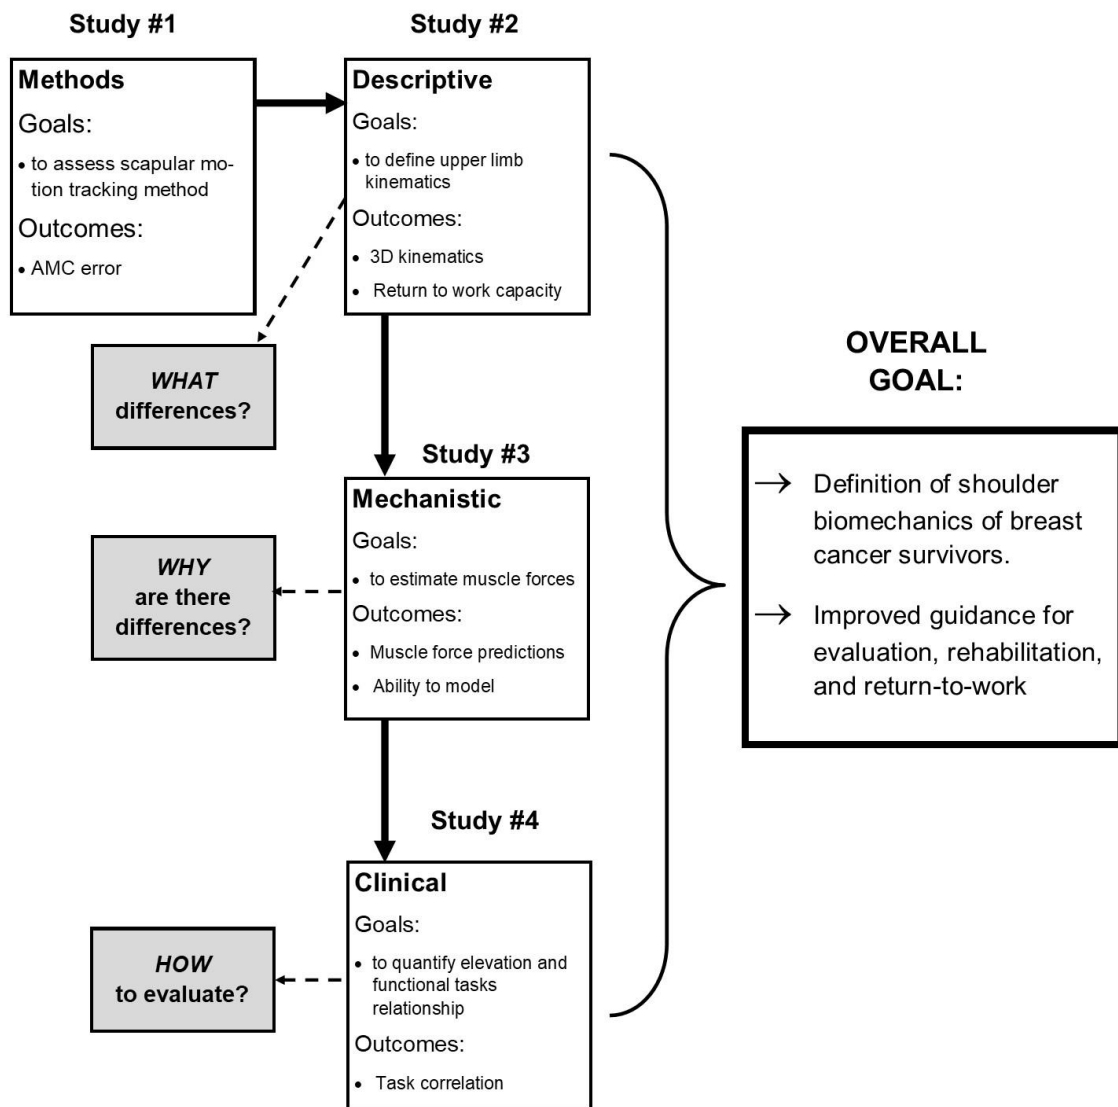 Study #1
Methods
Goals:
• to assess scapular mo-
tion tracking method
Outcomes:
• AMC error
Study #2
Descriptive
Goals:
• to define upper limb
kinematics
Outcomes:
• 3D kinematics
• Return to work capacity
WHAT
differences?
Study #3
Mechanistic
Goals:
• to estimate muscle forces
Outcomes:
• Muscle force predictions
• Ability to model
WHY
are there
differences?
Study #4
Clinical
Goals:
• to quantify elevation and
functional tasks
relationship
Outcomes:
• Task correlation
HOW
to evaluate?
OVERALL
GOAL:
→ Definition of shoulder
biomechanics of breast
cancer survivors.
→ Improved guidance for
evaluation, rehabilitation,
and return-to-work